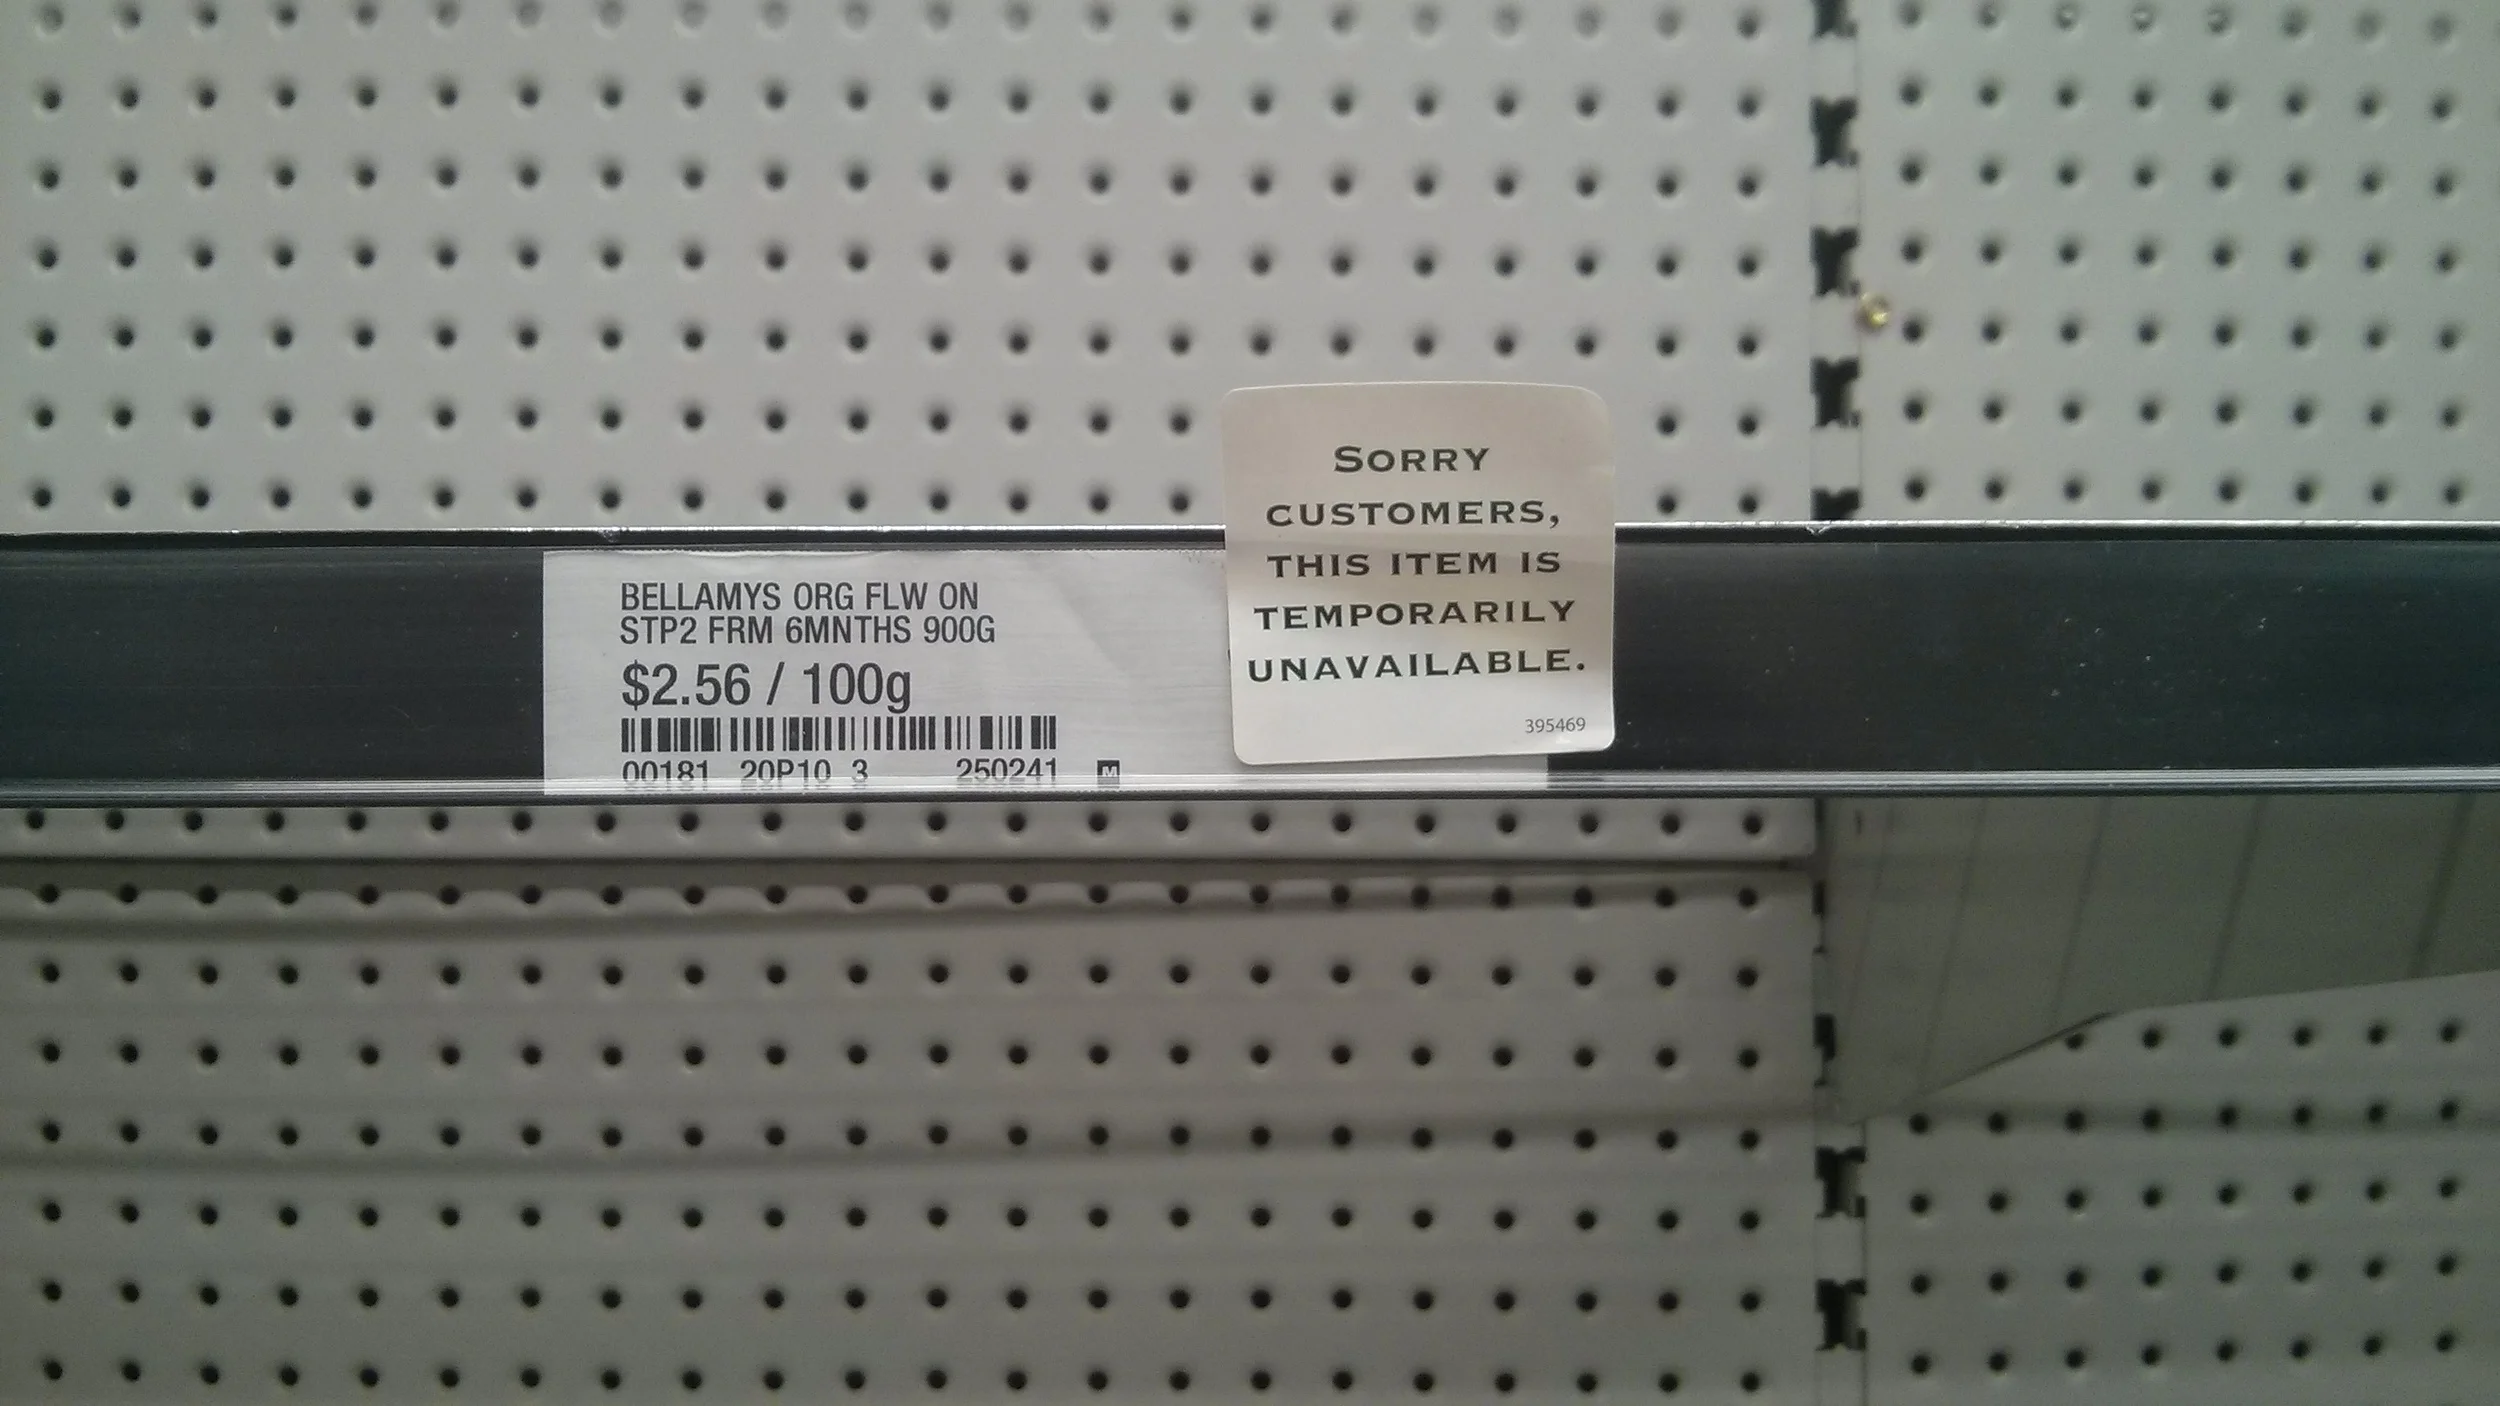 BELLAMYS ORG FLW ON
STP2 FRM 6MNTHS 900G
$2.56 / 100g
00181 20P10 3 250241 M
SORRY
CUSTOMERS,
THIS ITEM IS
TEMPORARILY
UNAVAILABLE.
395469